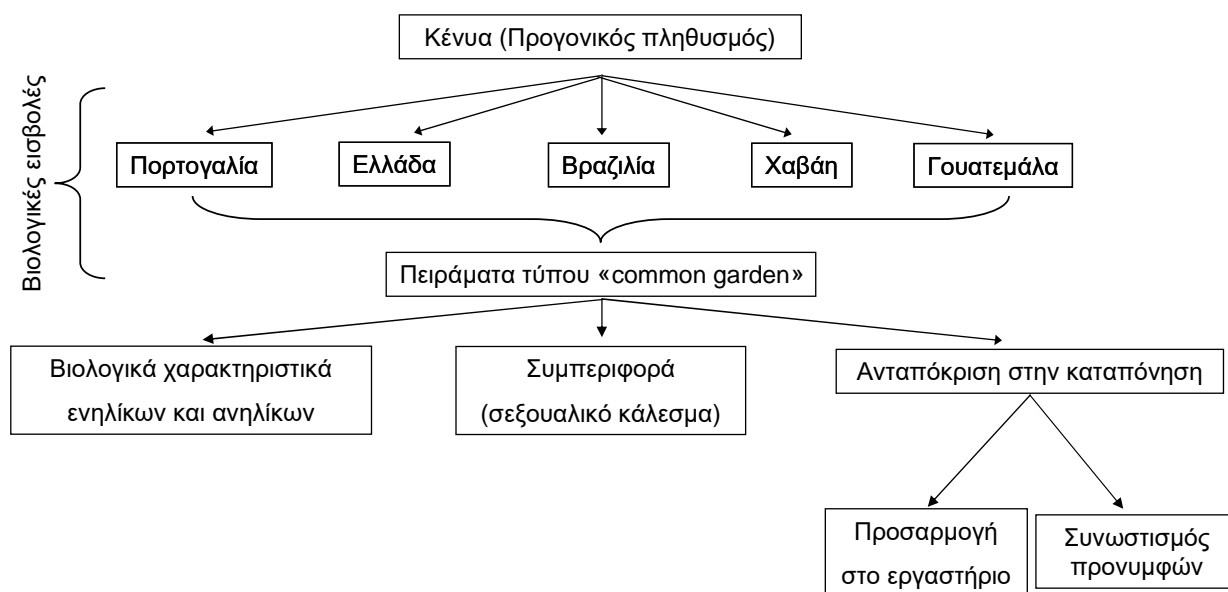 Κένυα (Προγονικός πληθυσμός)
Βιολογικές εισβολές
Πορτογαλία
Ελλάδα
Βραζιλία
Χαβάη
Γουατεμάλα
Πειράματα τύπου «common garden»
Βιολογικά χαρακτηριστικά
ενηλίκων και ανηλίκων
Συμπεριφορά
(σεξουαλικό κάλεσμα)
Ανταπόκριση στην καταπόνηση
Προσαρμογή
στο εργαστήριο
Συνωστισμός
προνυμφών